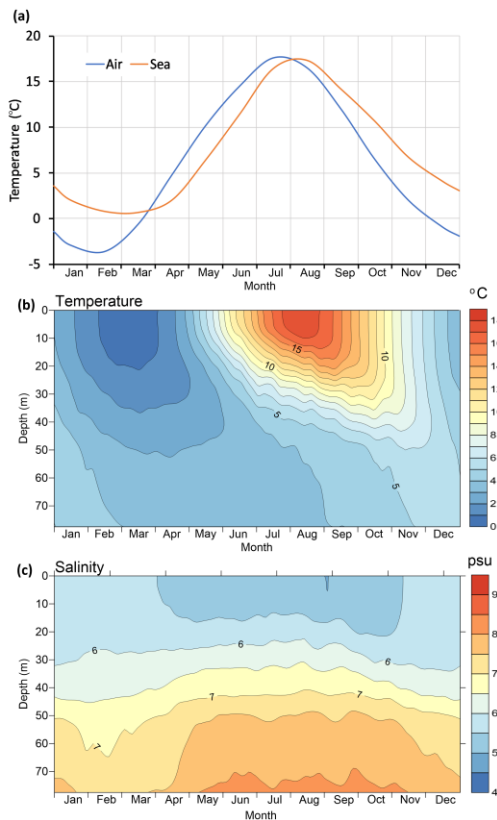 (a)
20
15
10
5
0
-5
Temperature (°C)
Air Sea
Jan Feb Mar Apr May Jun Jul Aug Sep Oct Nov Dec
Month
(b) Temperature
°C
0
10
20
30
40
50
60
70
Depth (m)
15
10
5
10
5
8
6
4
2
0
Jan Feb Mar Apr May Jun Jul Aug Sep Oct Nov Dec
Month
(c) Salinity
psu
0
10
20
30
40
50
60
70
Depth (m)
6
6
6
7
7
7
9
8
7
6
5
4
Jan Feb Mar Apr May Jun Jul Aug Sep Oct Nov Dec
Month